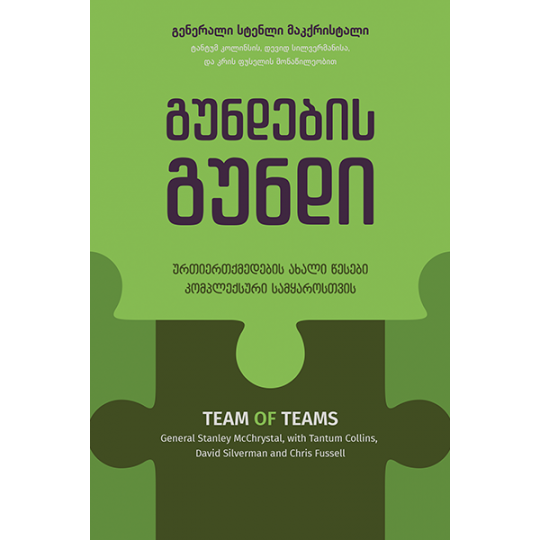 გენერალი სტენლი მაკქრისტალი
ტანტუმ კოლინსის, დევიდ სილვერმანისა,
და კრის ფუსელის მონაწილეობით
გუნდების
გუნდი
ურთიერთქმედების ახალი წესები
კომპლექსური სამყაროსთვის
TEAM OF TEAMS
General Stanley McChrystal, with Tantum Collins,
David Silverman and Chris Fussell